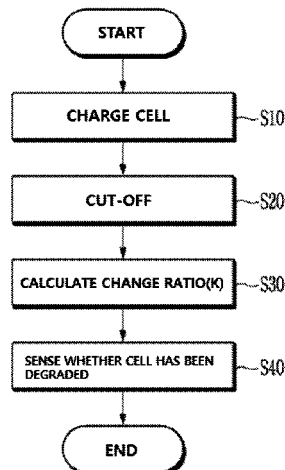 START
CHARGE CELL
S10
CUT-OFF
S20
CALCULATE CHANGE RATIO(K)
S30
SENSE WHETHER CELL HAS BEEN
DEGRADED
S40
END